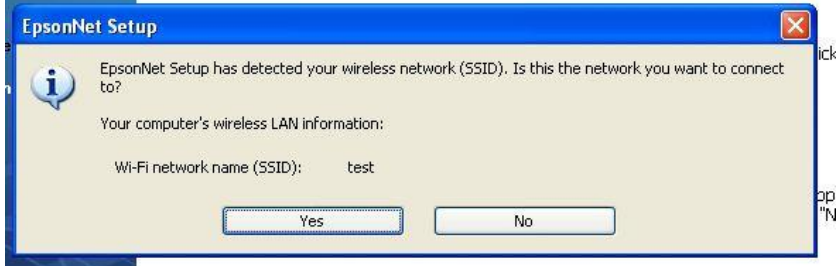 EpsonNet Setup
EpsonNet Setup has detected your wireless network (SSID). Is this the network you want to connect
to?
Your computer's wireless LAN information:
Wi-Fi network name (SSID): test
Yes No